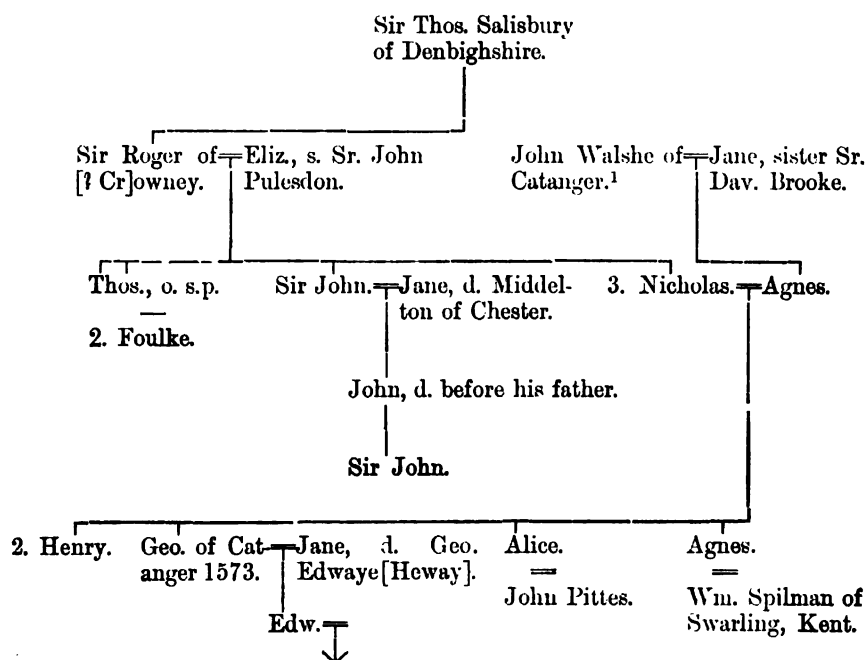 Sir Thos. Salisbury
of Denbighshire.
Sir Roger of
[? Cr]owney.
Eliz., s. Sr. John
Pulesdon.
John Walshe of
Catanger.¹
Jane, sister Sr.
Dav. Brooke.
Thos., o. s.p.
2. Foulke.
Sir John.
Jane, d. Middel-
ton of Chester.
3. Nicholas.
Agnes.
John, d. before his father.
Sir John.
2. Henry.
Geo. of Cat-
anger 1573.
Jane, d. Geo.
Edwaye [Heway].
Alice.
John Pittes.
Agnes.
Wm. Spilman of
Swarling, Kent.
Edw.